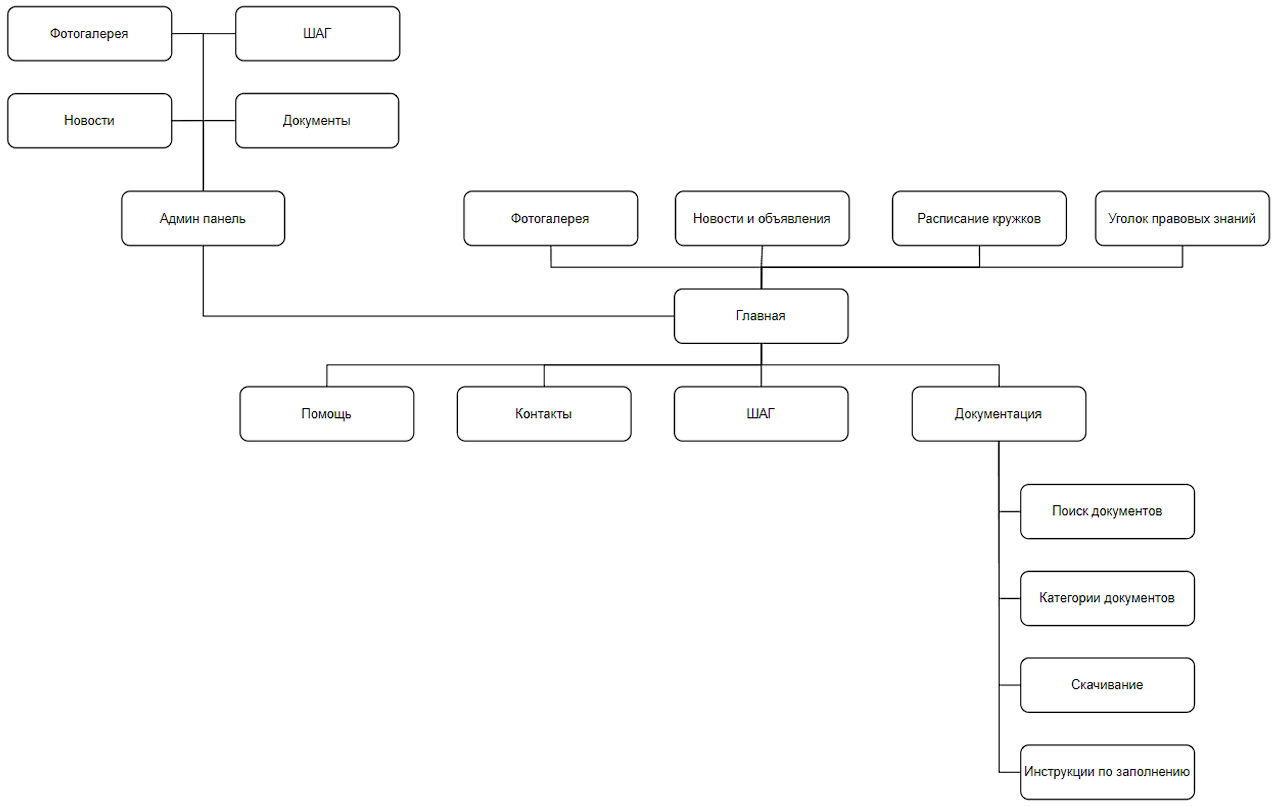 Фотогалерея
ШАГ
Новости
Документы
Админ панель
Фотогалерея
Новости и объявления
Расписание кружков
Уголок правовых знаний
Главная
Помощь
Контакты
ШАГ
Документация
Поиск документов
Категории документов
Скачивание
Инструкции по заполнению